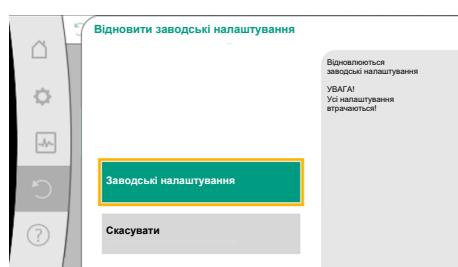 Відновити заводські налаштування
Відновлюються
заводські налаштування
УВАГА!
Усі налаштування
втрачаються!
Заводські налаштування
Скасувати